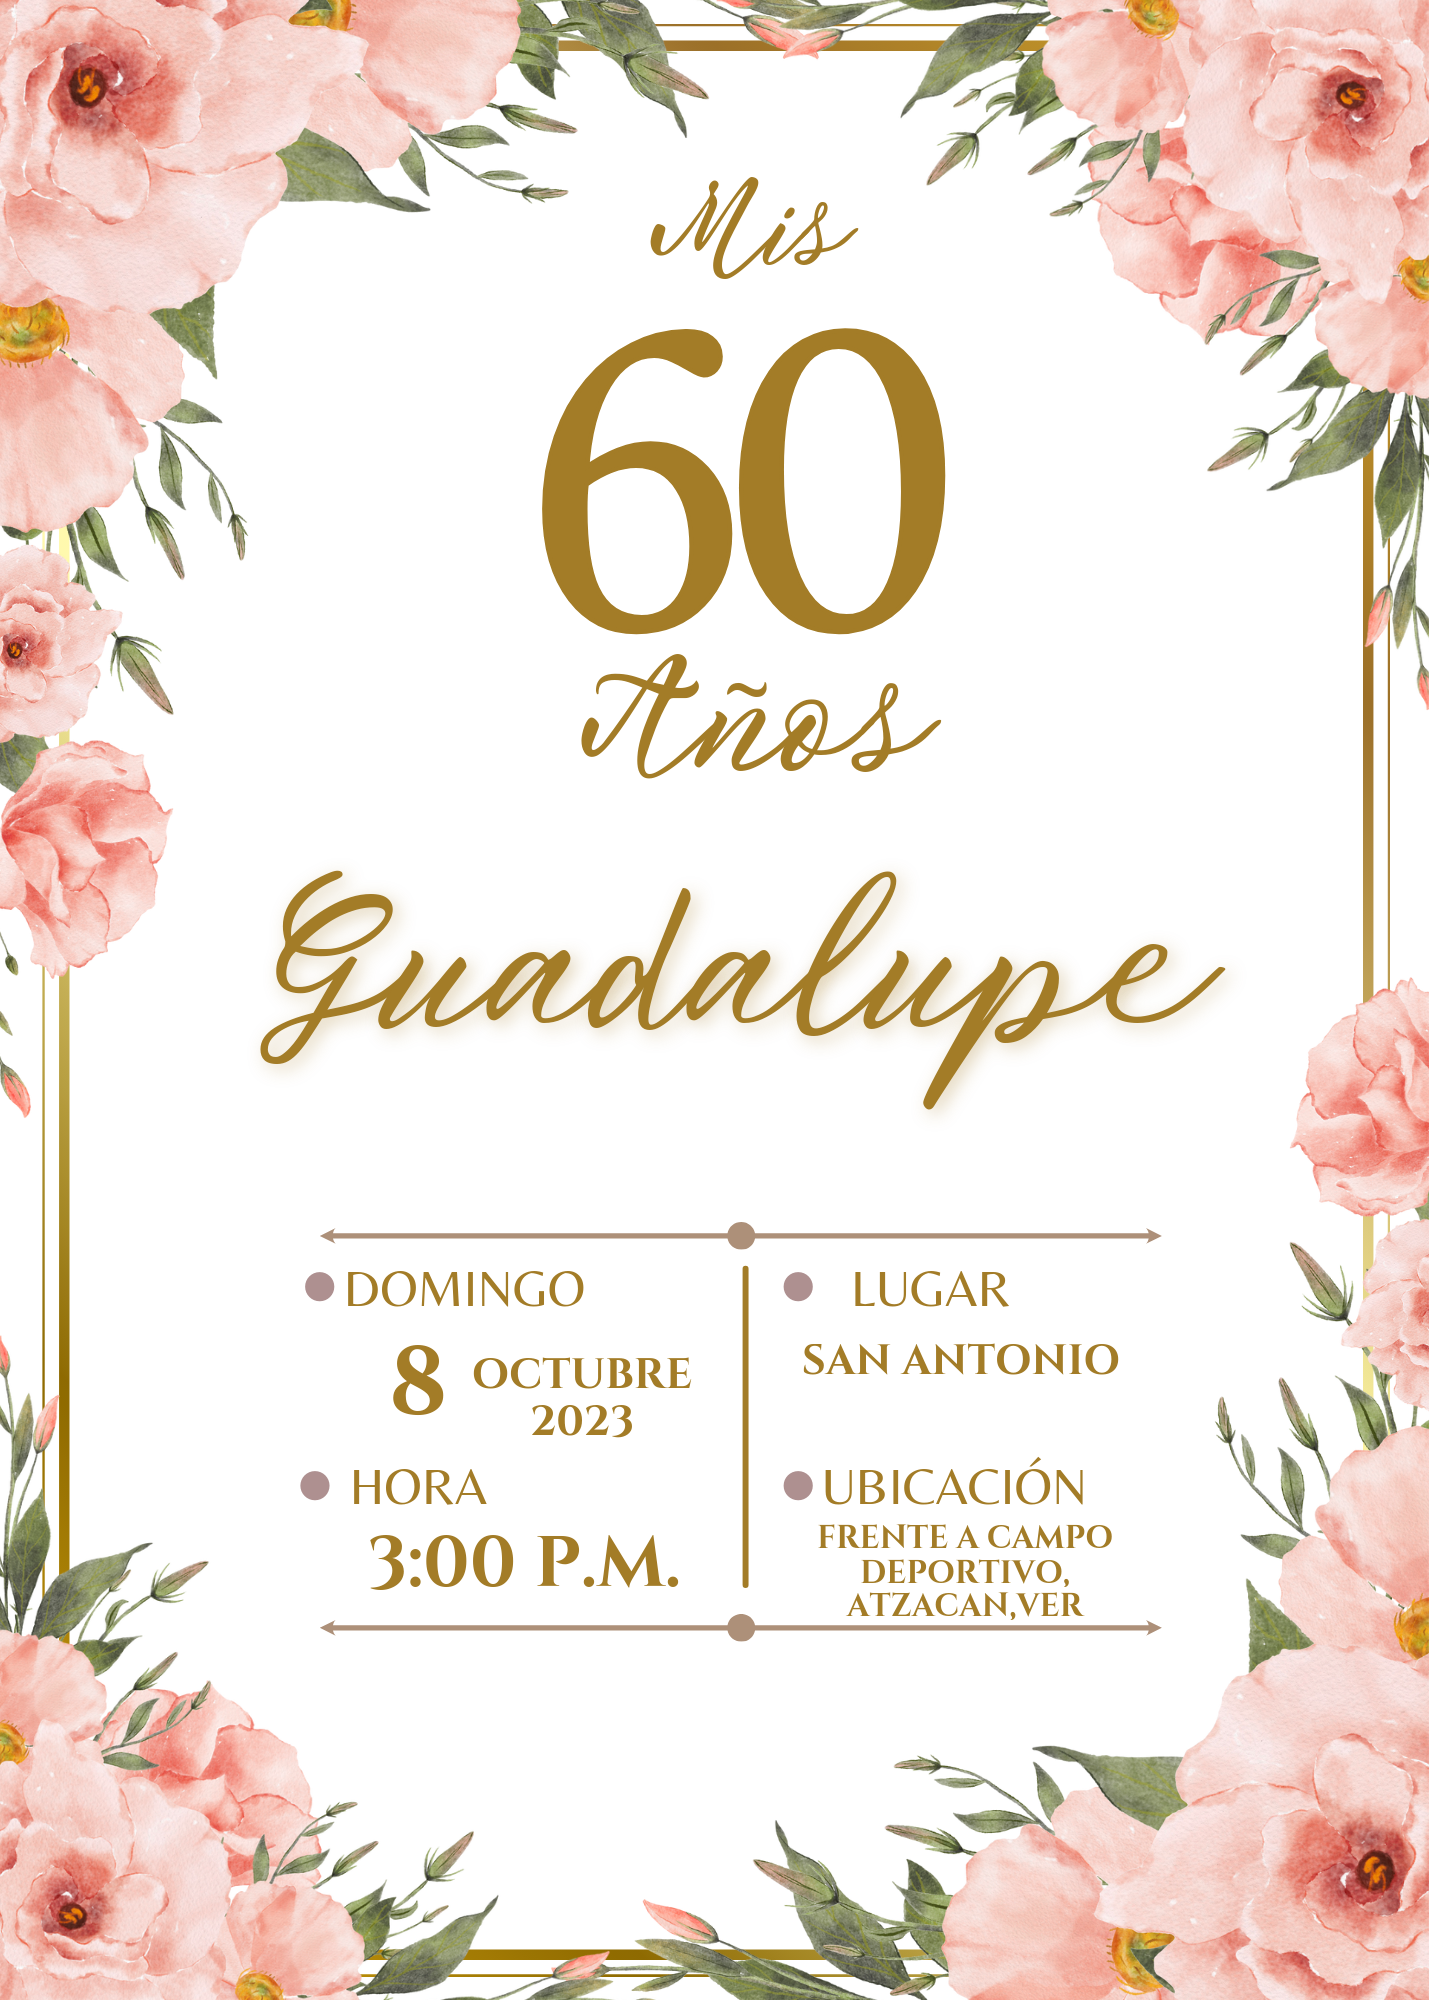 Mis
60
Años
Guadalupe
DOMINGO
8 OCTUBRE
2023
HORA
3:00 P.M.
LUGAR
SAN ANTONIO
UBICACIÓN
FRENTE A CAMPO
DEPORTIVO,
ATZACAN,VER